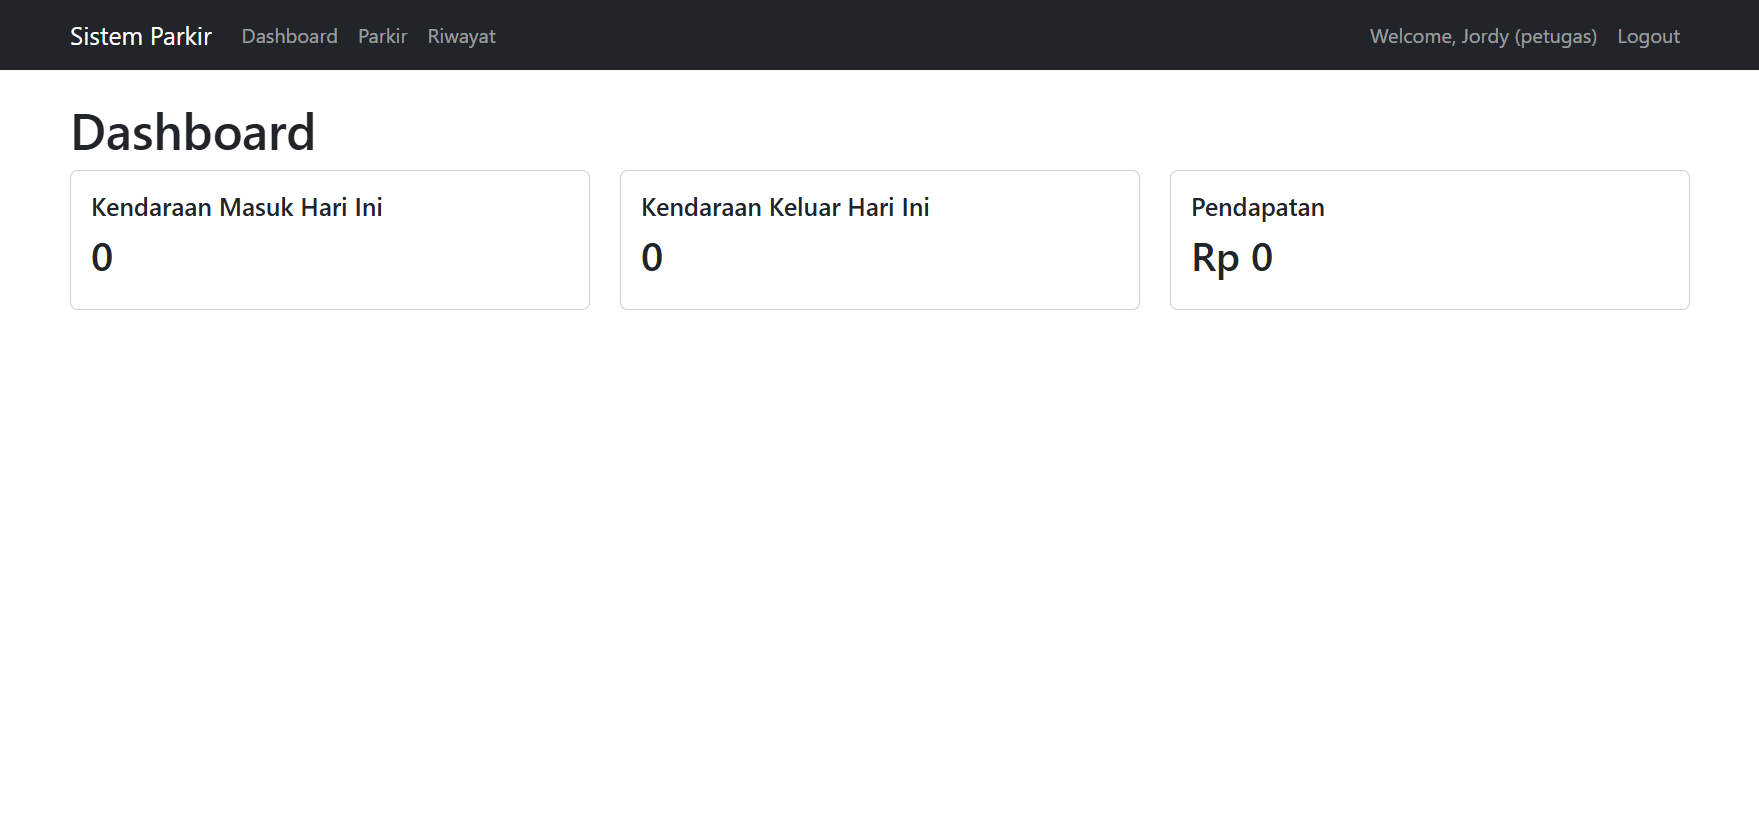 Sistem Parkir Dashboard Parkir Riwayat Welcome, Jordy (petugas) Logout
Dashboard
Kendaraan Masuk Hari Ini
0
Kendaraan Keluar Hari Ini
0
Pendapatan
Rp 0